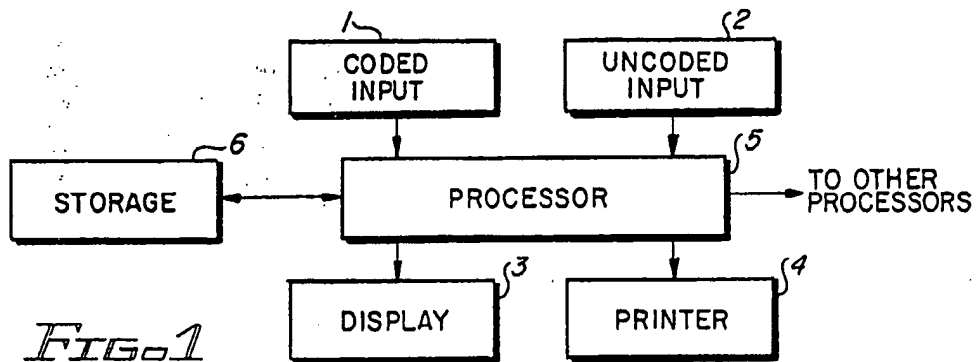 1
CODED
INPUT
2
UNCODED
INPUT
6
STORAGE
5
PROCESSOR
TO OTHER
PROCESSORS
3
DISPLAY
4
PRINTER
FIG. 1